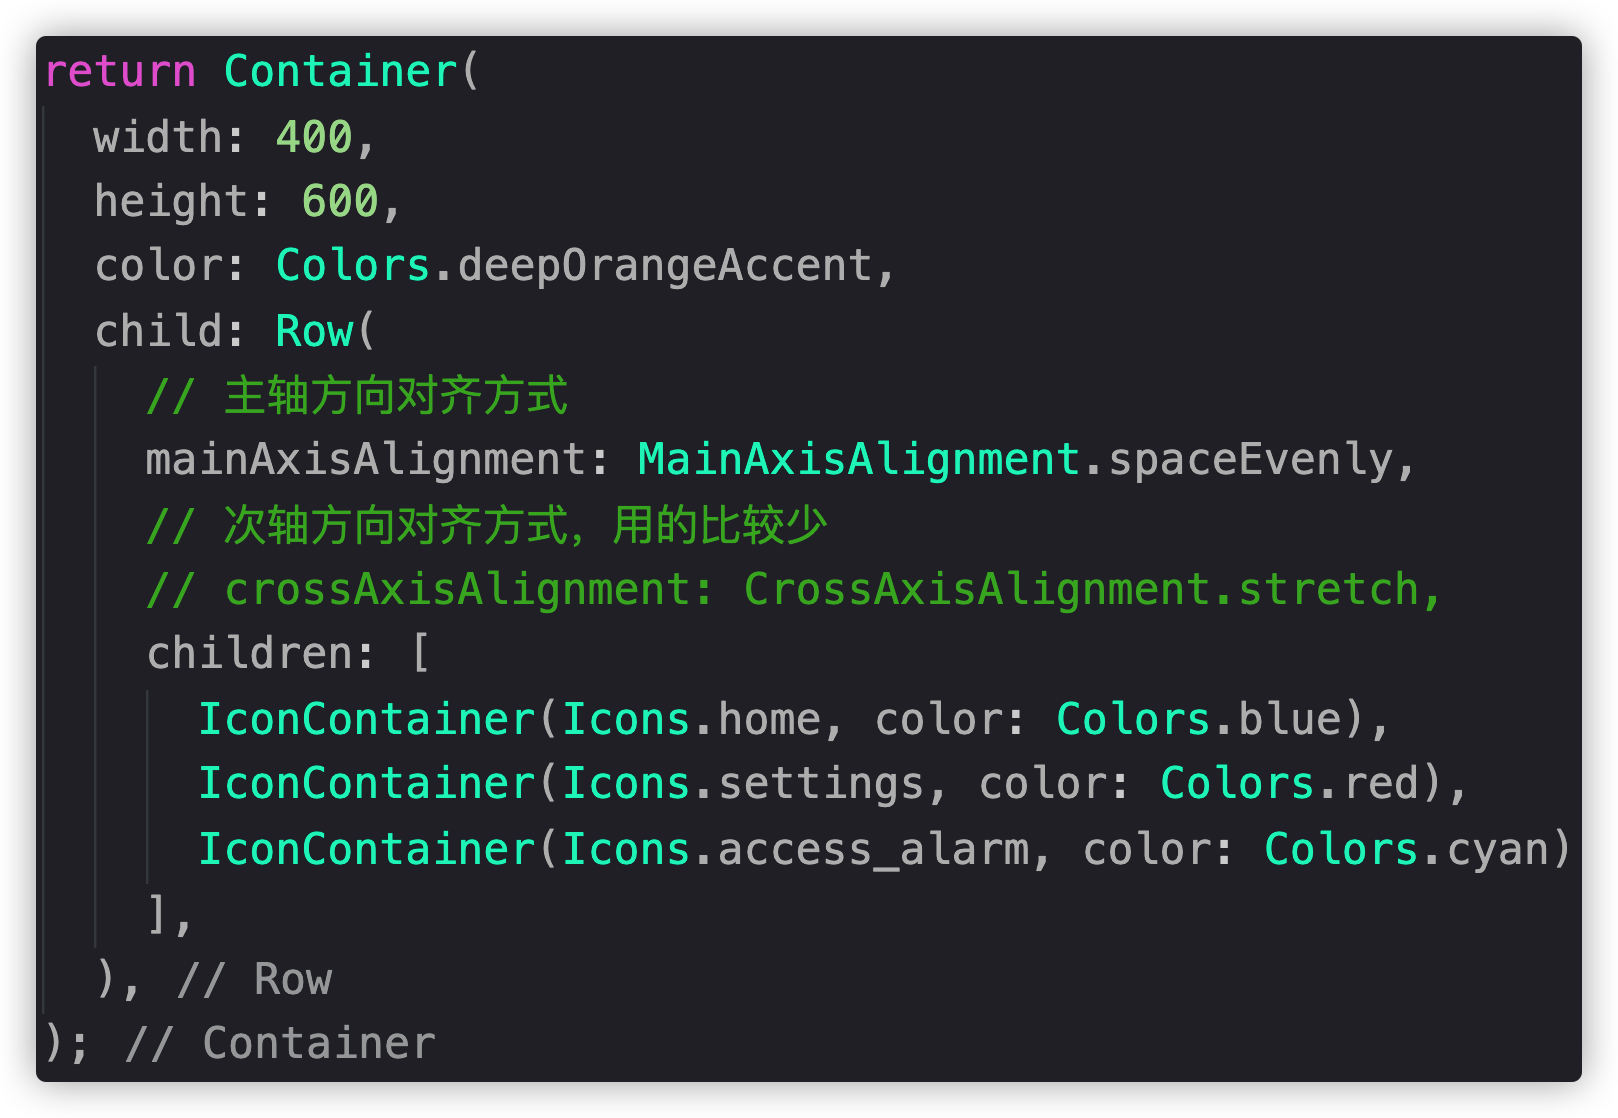 return Container(
width: 400,
height: 600,
color: Colors.deepOrangeAccent,
child: Row(
// 主轴方向对齐方式
mainAxisAlignment: MainAxisAlignment.spaceEvenly,
// 次轴方向对齐方式，用的比较少
// crossAxisAlignment: CrossAxisAlignment.stretch,
children: [
IconContainer(Icons.home, color: Colors.blue),
IconContainer(Icons.settings, color: Colors.red),
IconContainer(Icons.access_alarm, color: Colors.cyan)
],
), // Row
); // Container